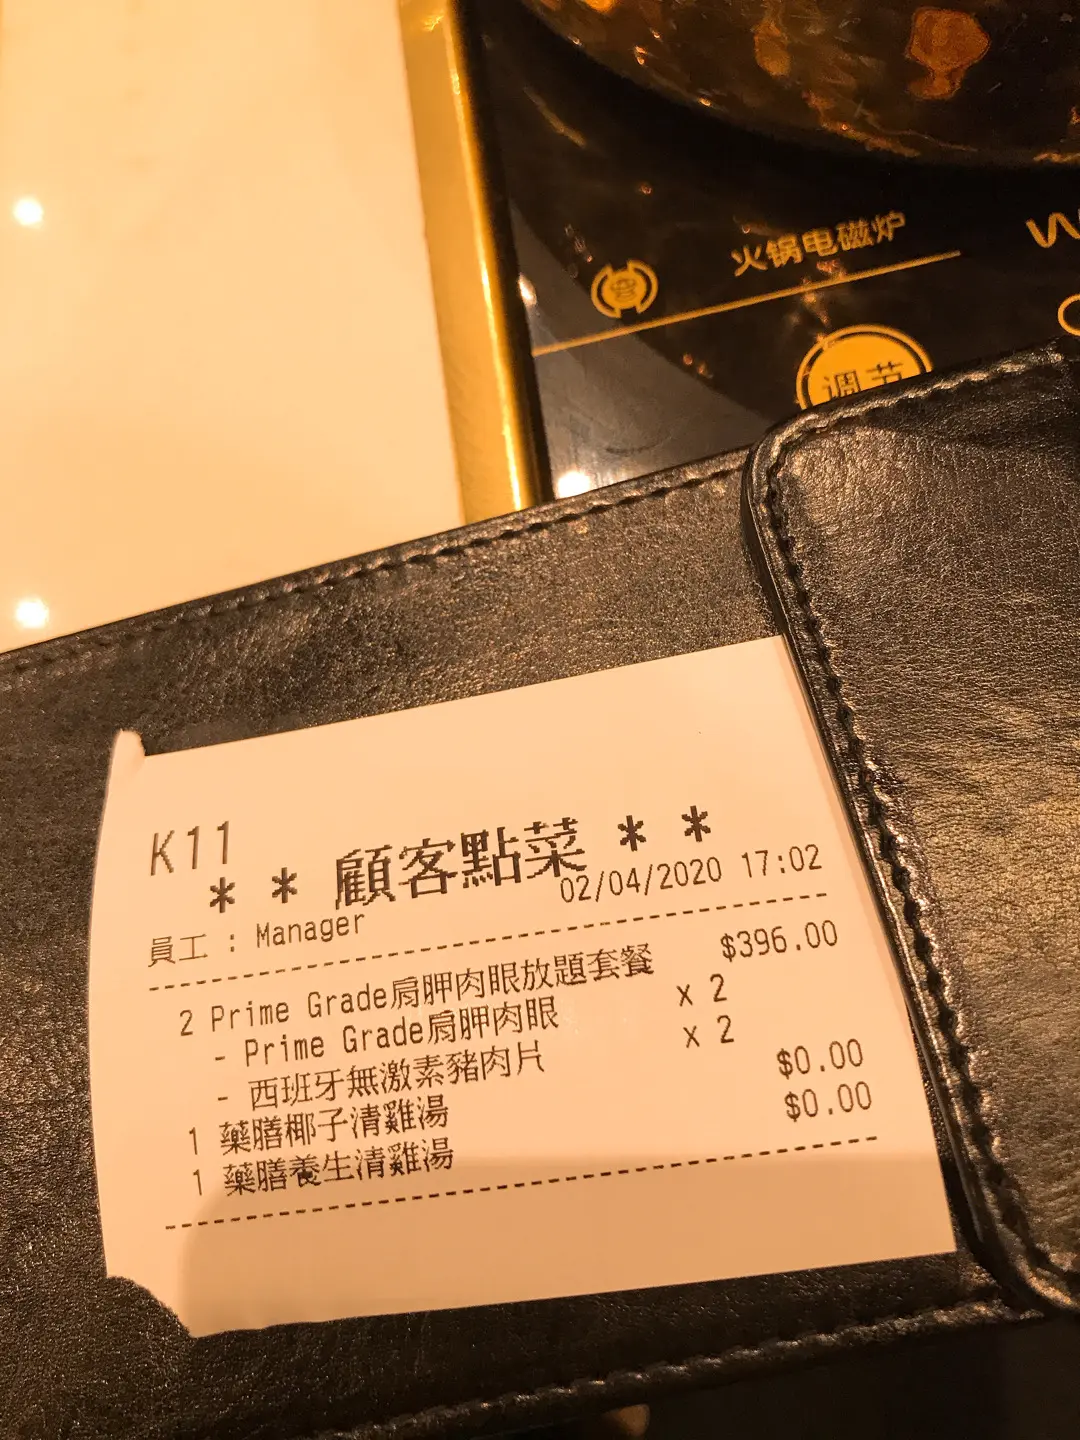 火锅电磁炉
调节
K11
* * 顧客點菜 * *
02/04/2020 17:02
員工 : Manager
2 Prime Grade肩胛肉眼放題套餐 $396.00
- Prime Grade肩胛肉眼 x 2
- 西班牙無激素豬肉片 x 2
1 藥膳椰子清雞湯 $0.00
1 藥膳養生清雞湯 $0.00